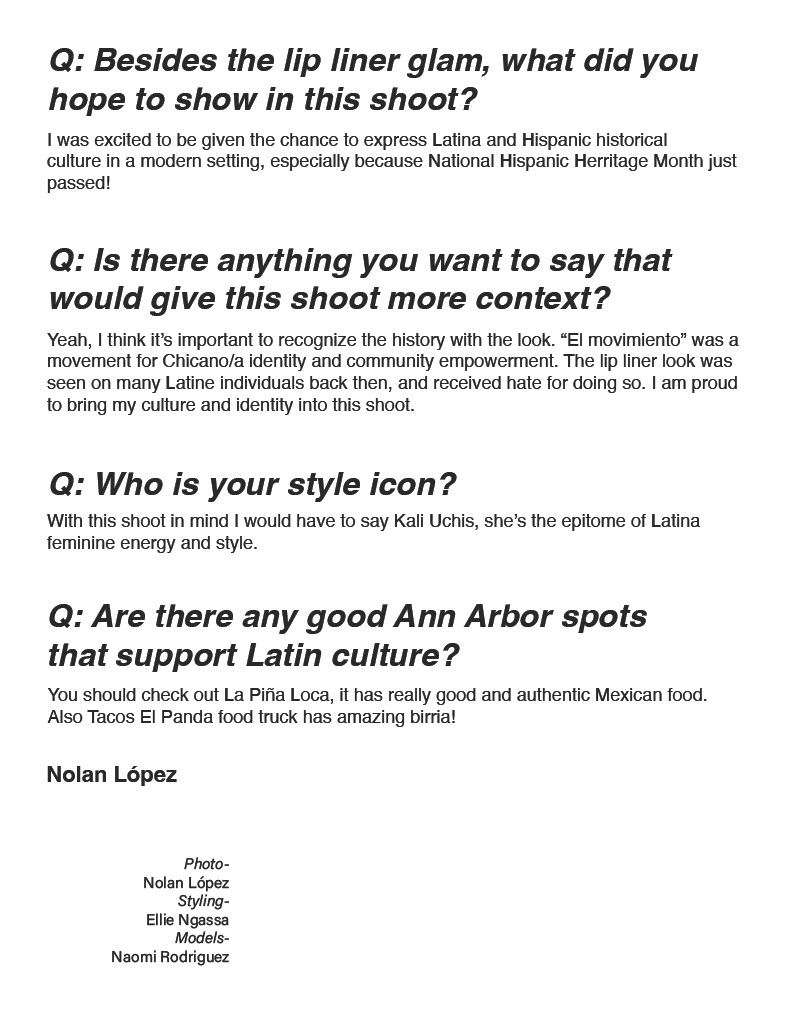 Q: Besides the lip liner glam, what did you
hope to show in this shoot?
I was excited to be given the chance to express Latina and Hispanic historical
culture in a modern setting, especially because National Hispanic Herritage Month just
passed!
Q: Is there anything you want to say that
would give this shoot more context?
Yeah, I think it’s important to recognize the history with the look. “El movimiento” was a
movement for Chicano/a identity and community empowerment. The lip liner look was
seen on many Latine individuals back then, and received hate for doing so. I am proud
to bring my culture and identity into this shoot.
Q: Who is your style icon?
With this shoot in mind I would have to say Kali Uchis, she’s the epitome of Latina
feminine energy and style.
Q: Are there any good Ann Arbor spots
that support Latin culture?
You should check out La Piña Loca, it has really good and authentic Mexican food.
Also Tacos El Panda food truck has amazing birria!
Nolan López
Photo-
Nolan López
Styling-
Ellie Ngassa
Models-
Naomi Rodriguez